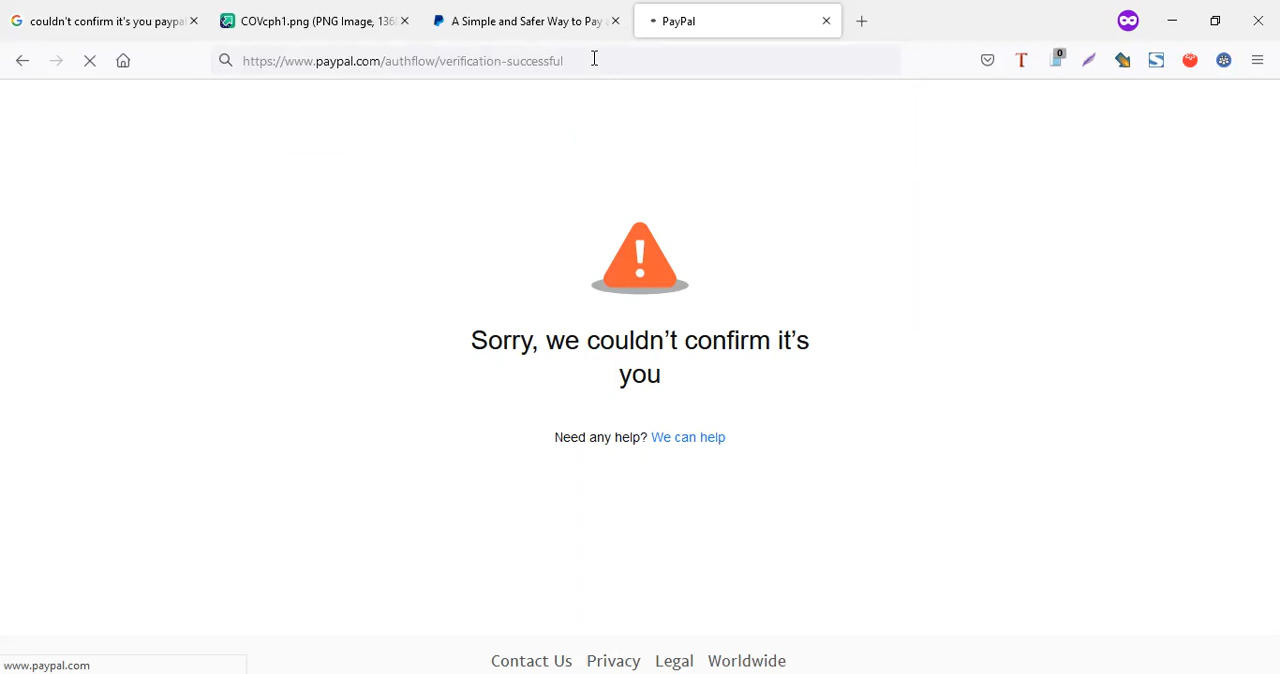 couldn't confirm it's you paypal
COVcph1.png (PNG Image, 136
A Simple and Safer Way to Pay
PayPal
https://www.paypal.com/authflow/verification-successful
T
0
S
!
Sorry, we couldn’t confirm it’s
you
Need any help? We can help
Contact Us Privacy Legal Worldwide
www.paypal.com